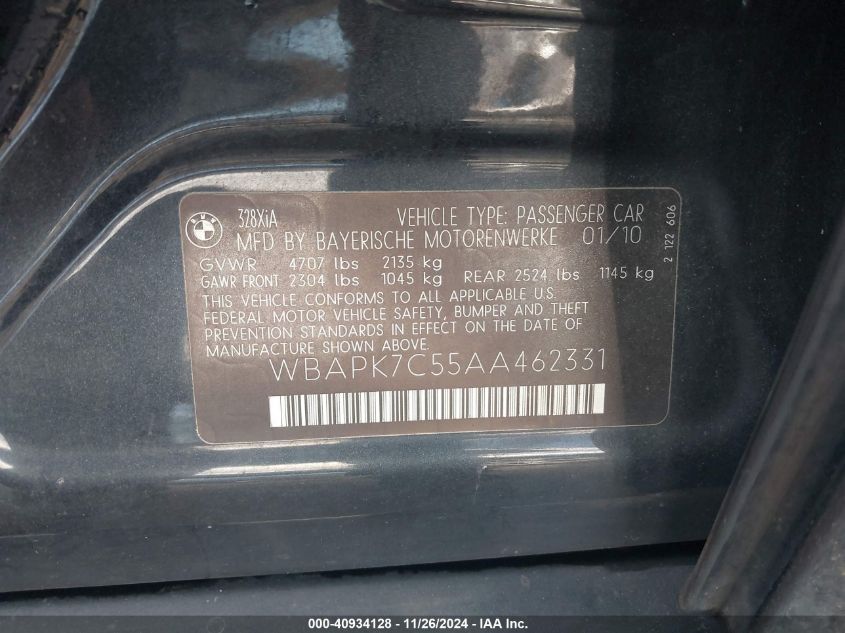 BMW
328XiA VEHICLE TYPE: PASSENGER CAR
MFD BY BAYERISCHE MOTORENWERKE 01/10
GVWR 4707 lbs 2135 kg
GAWR FRONT 2304 lbs 1045 kg REAR 2524 lbs 1145 kg
THIS VEHICLE CONFORMS TO ALL APPLICABLE U.S.
FEDERAL MOTOR VEHICLE SAFETY, BUMPER AND THEFT
PREVENTION STANDARDS IN EFFECT ON THE DATE OF
MANUFACTURE SHOWN ABOVE.
WBAPK7C55AA462331
2 122 606
000-40934128 - 11/26/2024 - IAA Inc.